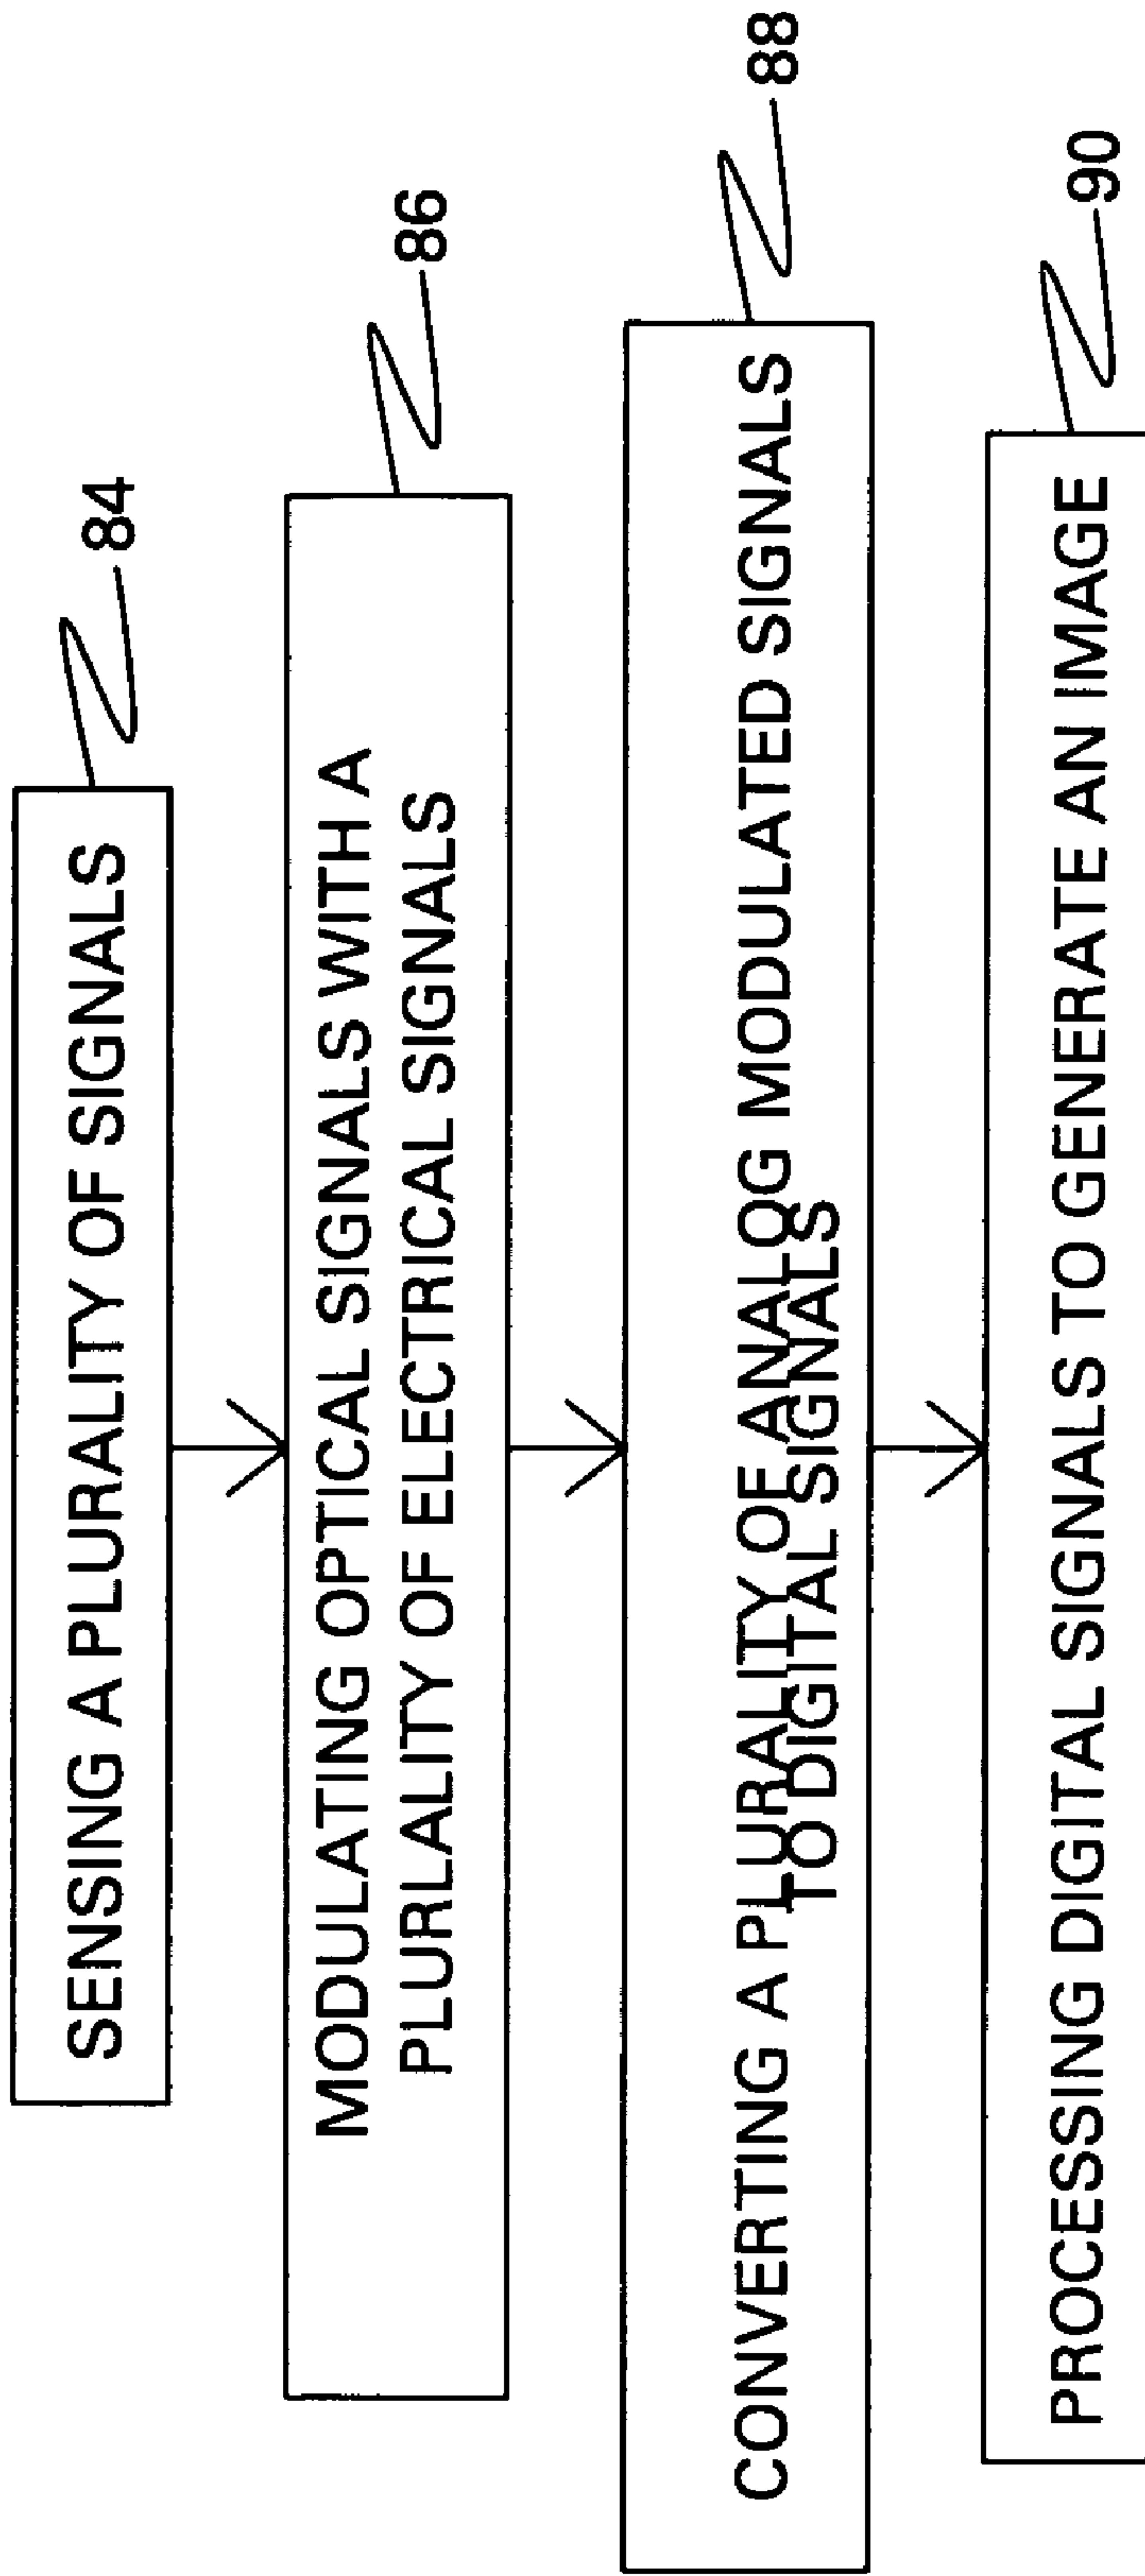 SENSING A PLURALITY OF SIGNALS
84
MODULATING OPTICAL SIGNALS WITH A
PLURLALITY OF ELECTRICAL SIGNALS
86
CONVERTING A PLURALITY OF ANALOG MODULATED SIGNALS
TO DIGITAL SIGNALS
88
PROCESSING DIGITAL SIGNALS TO GENERATE AN IMAGE
90